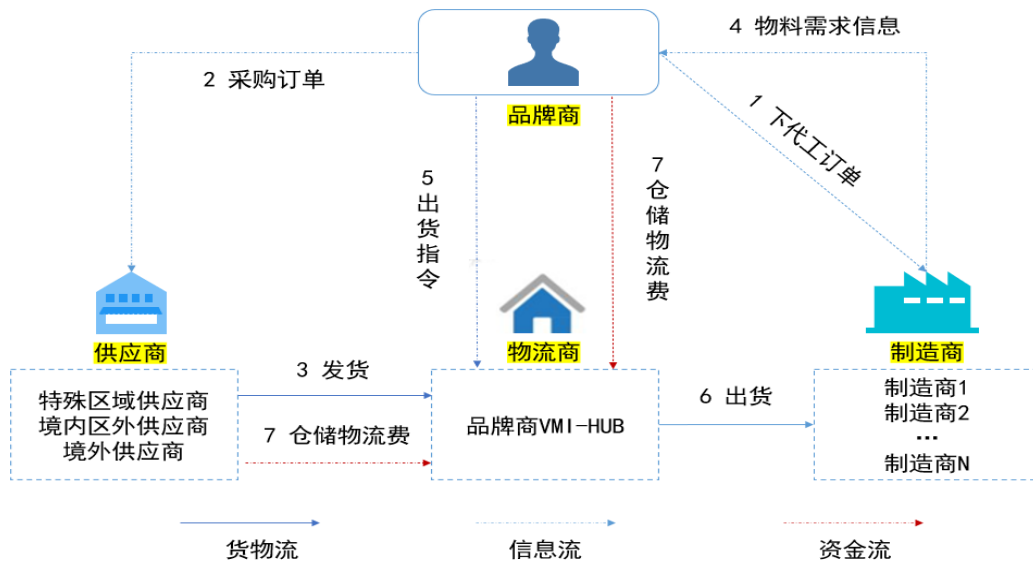 4 物料需求信息
2 采购订单
品牌商
1 下代工订单
5出货指令
7仓储物流费
供应商
物流商
制造商
特殊区域供应商
境内区外供应商
境外供应商
3 发货
7 仓储物流费
品牌商VMI-HUB
6 出货
制造商1
制造商2
...
制造商N
货物流
信息流
资金流